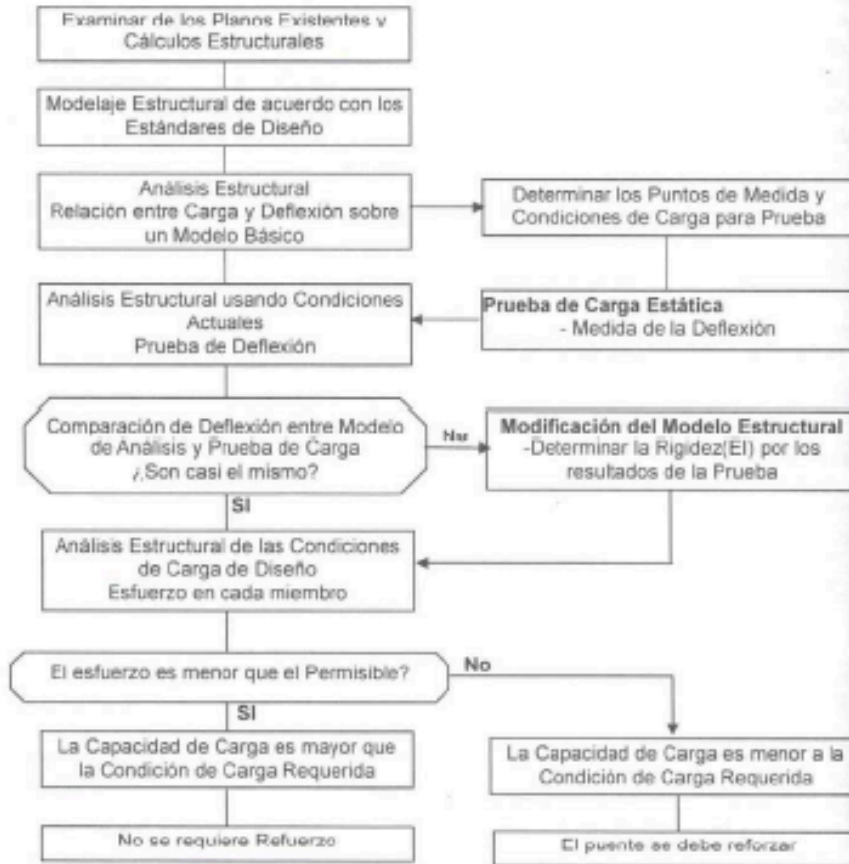 Examinar de los Planos Existentes y
Cálculos Estructurales
Modelaje Estructural de acuerdo con los
Estándares de Diseño
Análisis Estructural
Relación entre Carga y Deflexión sobre
un Modelo Básico
Determinar los Puntos de Medida y
Condiciones de Carga para Prueba
Análisis Estructural usando Condiciones
Actuales
Prueba de Deflexión
Prueba de Carga Estática
- Medida de la Deflexión
Comparación de Deflexión entre Modelo
de Análisis y Prueba de Carga
¿Son casi el mismo?
No
Modificación del Modelo Estructural
-Determinar la Rigidez(EI) por los
resultados de la Prueba
SI
Análisis Estructural de las Condiciones
de Carga de Diseño
Esfuerzo en cada miembro
El esfuerzo es menor que el Permisible?
No
SI
La Capacidad de Carga es mayor que
la Condición de Carga Requerida
La Capacidad de Carga es menor a la
Condición de Carga Requerida
No se requiere Refuerzo
El puente se debe reforzar